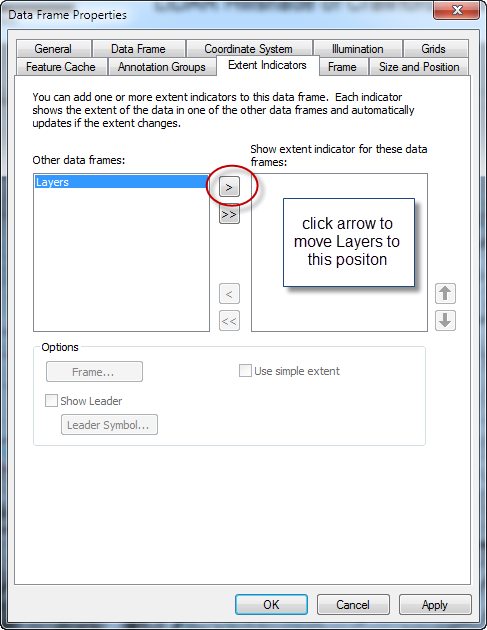 Data Frame Properties
General Data Frame Coordinate System Illumination Grids
Feature Cache Annotation Groups Extent Indicators Frame Size and Position
You can add one or more extent indicators to this data frame. Each indicator
shows the extent of the data in one of the other data frames and automatically
updates if the extent changes.
Other data frames:
Show extent indicator for these data
frames:
Layers
>
>>
<
<<
click arrow to
move Layers to
this positon
Options
Frame...
Use simple extent
Show Leader
Leader Symbol...
OK Cancel Apply